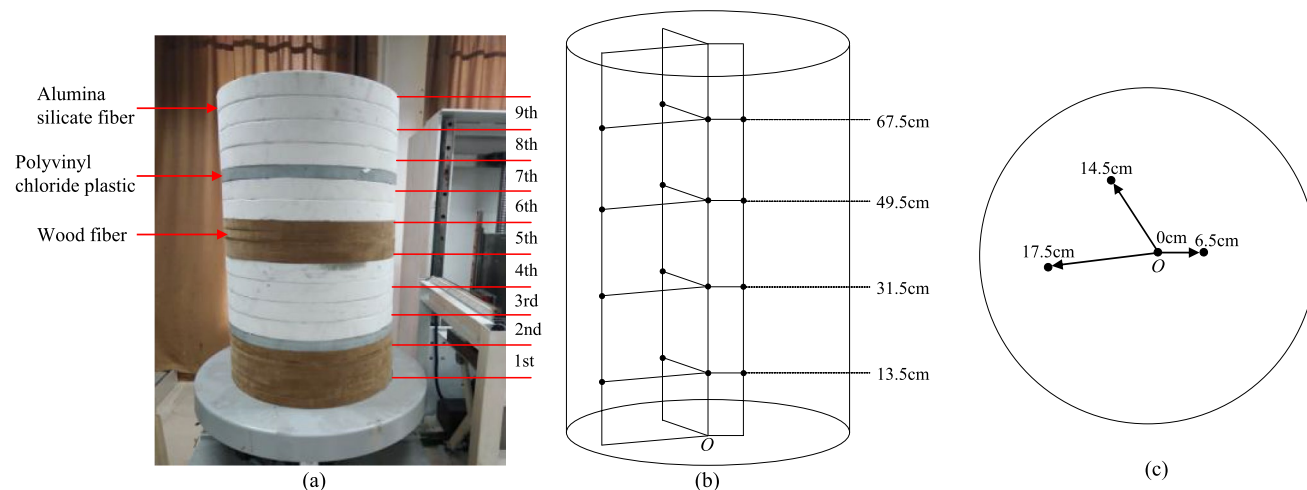 Alumina
silicate fiber
Polyvinyl
chloride plastic
Wood fiber
9th
8th
7th
6th
5th
4th
3rd
2nd
1st
(a)
67.5cm
49.5cm
31.5cm
13.5cm
O
(b)
14.5cm
17.5cm
0cm
6.5cm
O
(c)